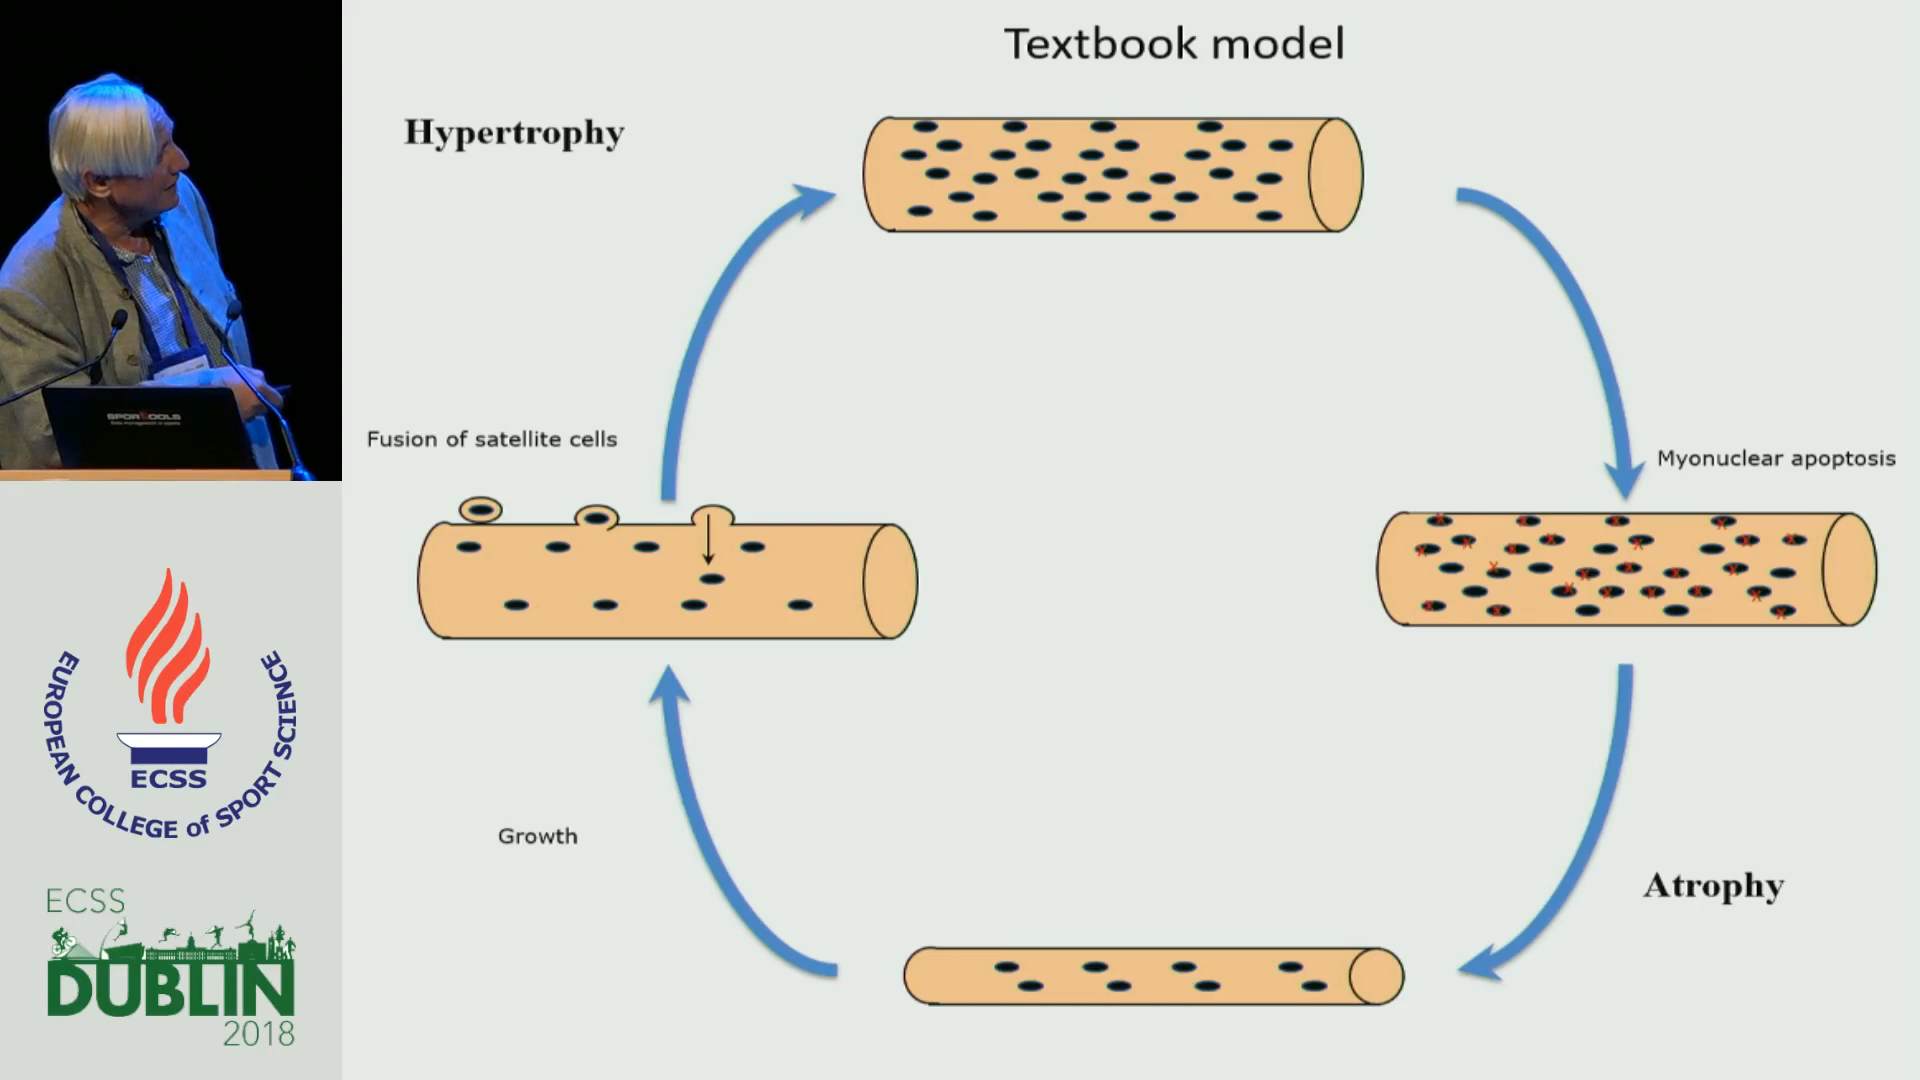 Textbook model
Hypertrophy
Fusion of satellite cells
Myonuclear apoptosis
Growth
Atrophy
EUROPEAN COLLEGE of SPORT SCIENCE
ECSS
ECSS
DUBLIN
2018